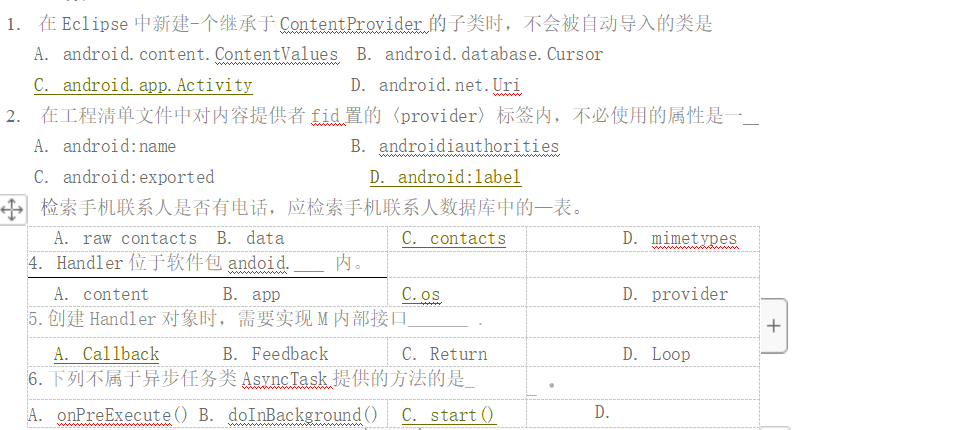 1. 在 Eclipse 中新建-个继承于 ContentProvider 的子类时，不会被自动导入的类是
A. android.content.ContentValues B. android.database.Cursor
C. android.app.Activity D. android.net.Uri
2. 在工程清单文件中对内容提供者 fid 置的〈provider〉标签内，不必使用的属性是一_
A. android:name B. androidiauthorities
C. android:exported D. android:label
检索手机联系人是否有电话，应检索手机联系人数据库中的—表。
A. raw contacts B. data C. contacts D. mimetypes
4. Handler 位于软件包 andoid.___ 内。
A. content B. app C.os D. provider
5.创建 Handler 对象时，需要实现 M 内部接口______ .
A. Callback B. Feedback C. Return D. Loop
6.下列不属于异步任务类 AsyncTask 提供的方法的是_ _ 。
A. onPreExecute() B. doInBackground() C. start() D.